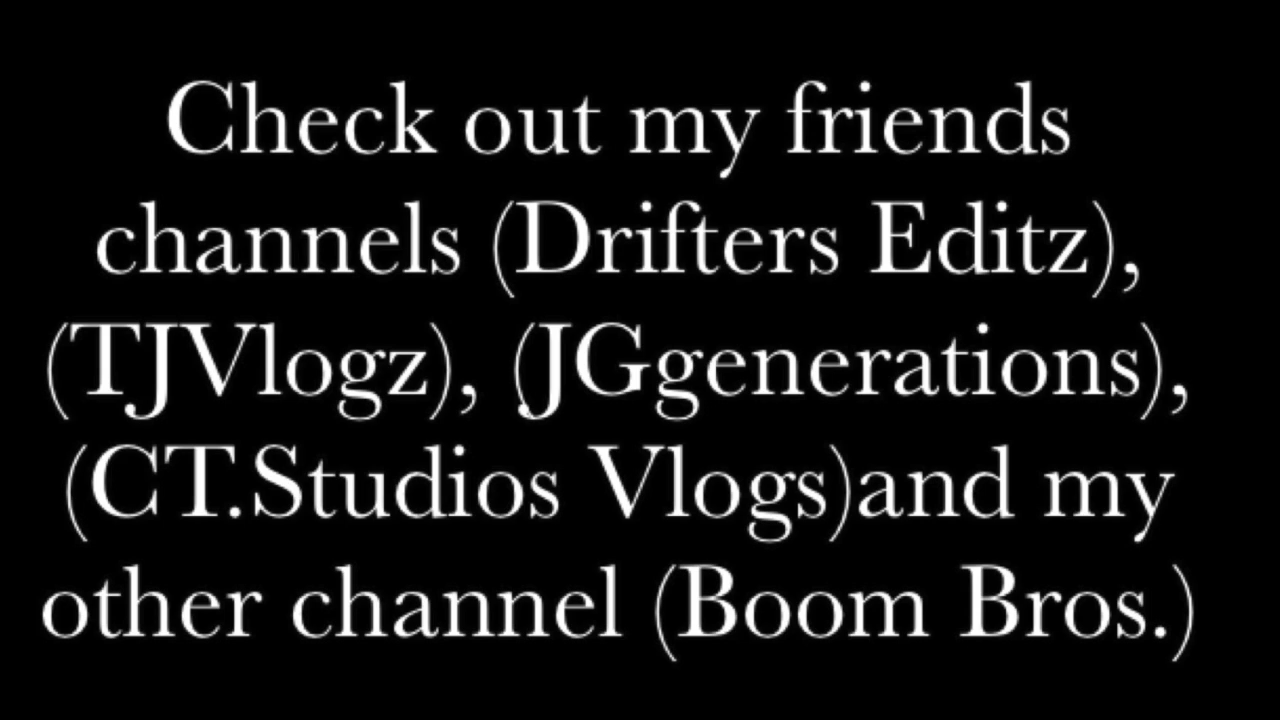 Check out my friends
channels (Drifters Editz),
(TJVlogz), (JGgenerations),
(CT.Studios Vlogs)and my
other channel (Boom Bros.)